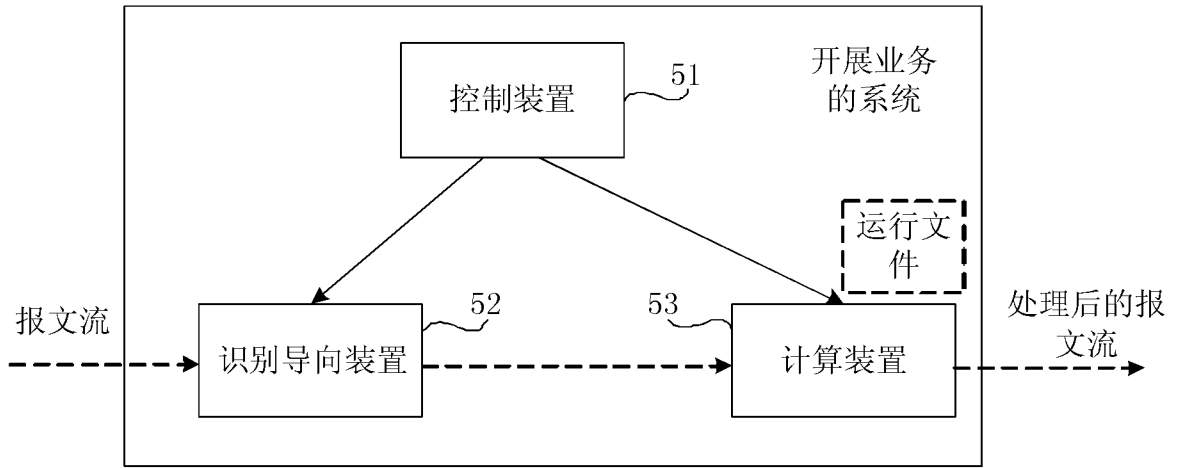 控制装置
51
开展业务
的系统
运行文
件
报文流
识别导向装置
52
53
计算装置
处理后的报
文流